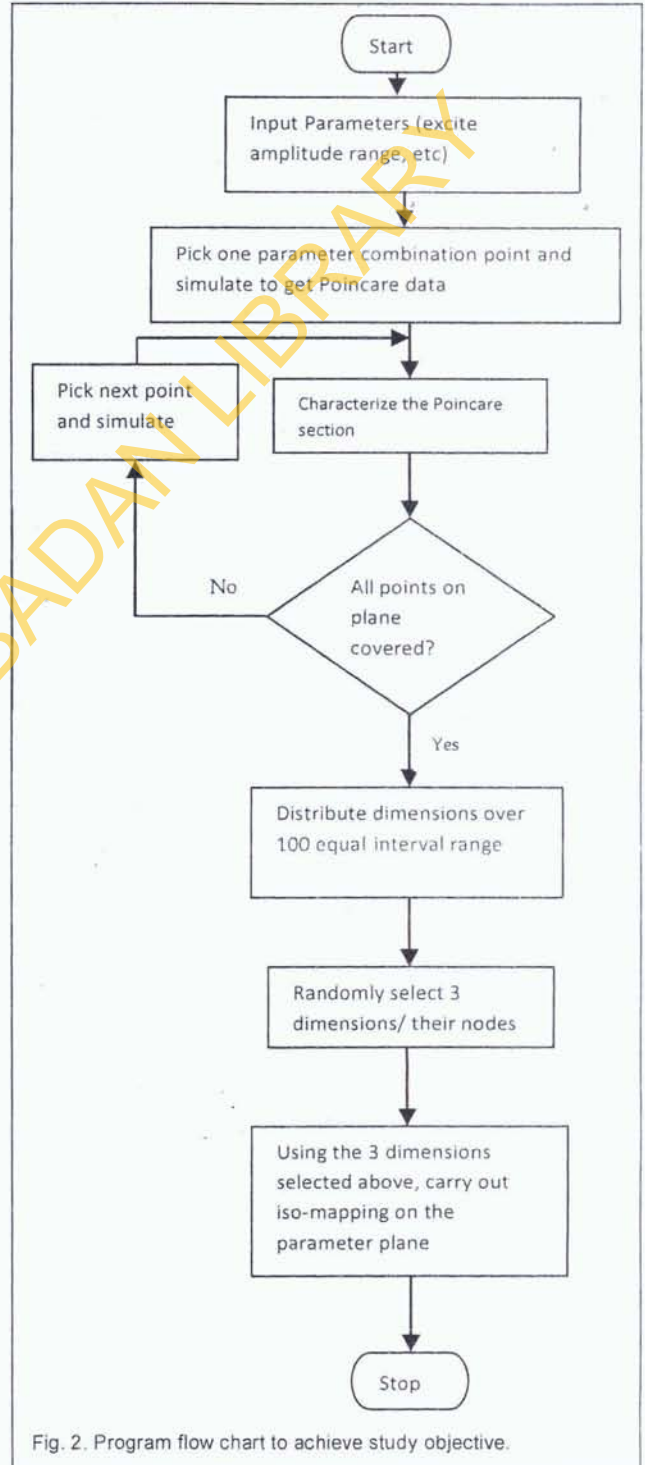 Start
Input Parameters (excite
amplitude range, etc)
Pick one parameter combination point and
simulate to get Poincare data
Pick next point
and simulate
Characterize the Poincare
section
No
All points on
plane
covered?
Yes
Distribute dimensions over
100 equal interval range
Randomly select 3
dimensions/ their nodes
Using the 3 dimensions
selected above, carry out
iso-mapping on the
parameter plane
Stop
Fig. 2. Program flow chart to achieve study objective.
BADAN LIBRARY